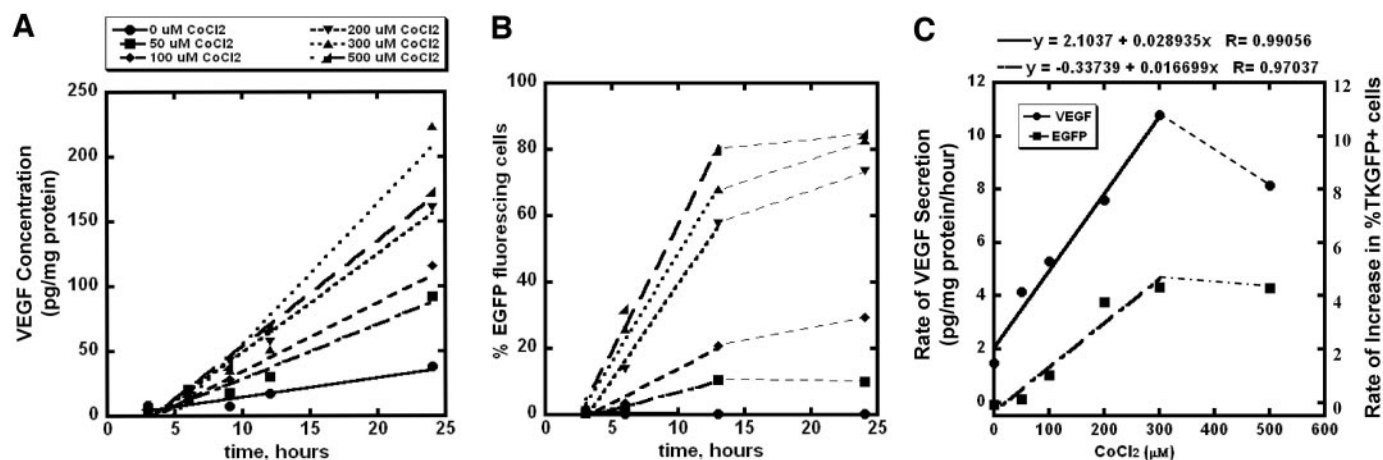 A
0 uM CoCl2
50 uM CoCl2
100 uM CoCl2
200 uM CoCl2
300 uM CoCl2
500 uM CoCl2
VEGF Concentration
(pg/mg protein)
250
200
150
100
50
0
0 5 10 15 20 25
time, hours
B
% EGFP fluorescing cells
100
80
60
40
20
0
0 5 10 15 20 25
time, hours
C
y = 2.1037 + 0.028935x R= 0.99056
y = -0.33739 + 0.016699x R= 0.97037
VEGF
EGFP
Rate of VEGF Secretion
(pg/mg protein/hour)
12
10
8
6
4
2
0
0 100 200 300 400 500 600
CoCl2 (μM)
12
10
8
6
4
2
0
Rate of Increase in %TKGFP+ cells